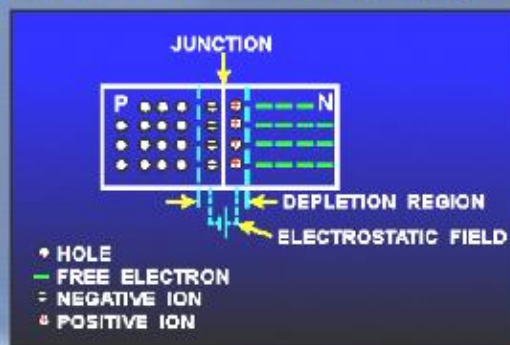 JUNCTION
P N
DEPLETION REGION
ELECTROSTATIC FIELD
HOLE
FREE ELECTRON
NEGATIVE ION
POSITIVE ION